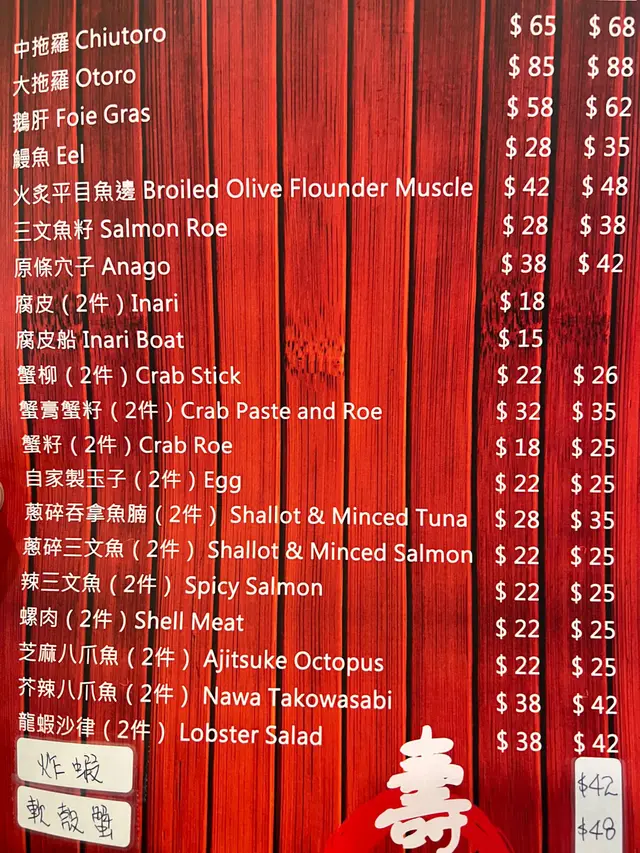 中拖羅 Chiutoro $ 65 $ 68
大拖羅 Otoro $ 85 $ 88
鵝肝 Foie Gras $ 58 $ 62
鰻魚 Eel $ 28 $ 35
火炙平目魚邊 Broiled Olive Flounder Muscle $ 42 $ 48
三文魚籽 Salmon Roe $ 28 $ 38
原條穴子 Anago $ 38 $ 42
腐皮 ( 2件 ) Inari $ 18
腐皮船 Inari Boat $ 15
蟹柳 ( 2件 ) Crab Stick $ 22 $ 26
蟹膏蟹籽 ( 2件 ) Crab Paste and Roe $ 32 $ 35
蟹籽 ( 2件 ) Crab Roe $ 18 $ 25
自家製玉子 ( 2件 ) Egg $ 22 $ 25
蔥碎吞拿魚腩 ( 2件 ) Shallot & Minced Tuna $ 28 $ 35
蔥碎三文魚 ( 2件 ) Shallot & Minced Salmon $ 22 $ 25
辣三文魚 ( 2件 ) Spicy Salmon $ 22 $ 25
螺肉 ( 2件 ) Shell Meat $ 22 $ 25
芝麻八爪魚 ( 2件 ) Ajitsuke Octopus $ 22 $ 25
芥辣八爪魚 ( 2件 ) Nawa Takowasabi $ 38 $ 42
龍蝦沙律 ( 2件 ) Lobster Salad $ 38 $ 42
炸蝦 $42
軟殼蟹 $48
壽